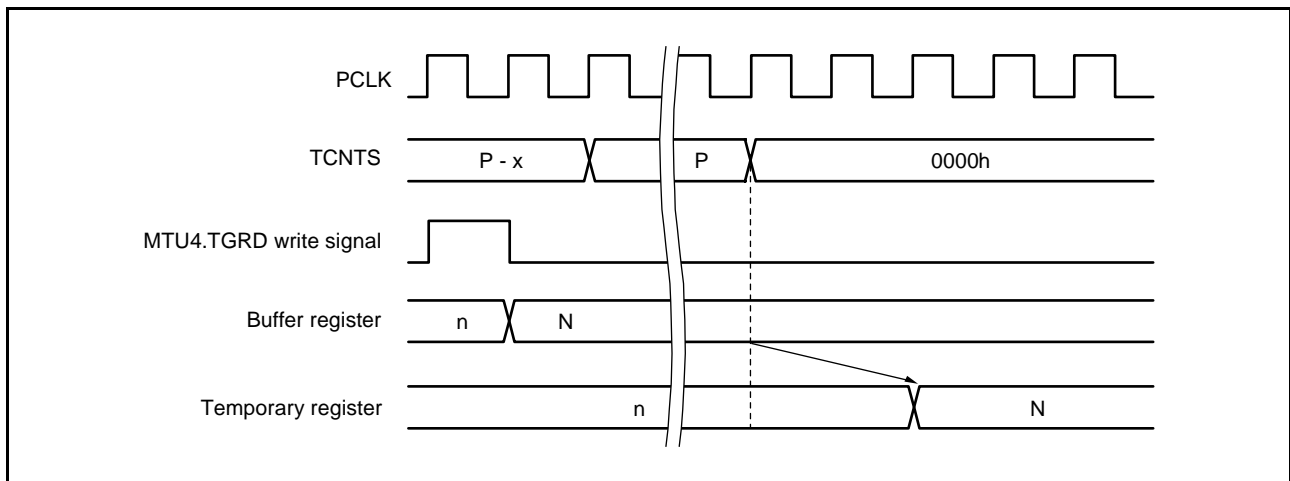 PCLK
TCNTS
P - x
P
0000h
MTU4.TGRD write signal
Buffer register
n
N
Temporary register
n
N